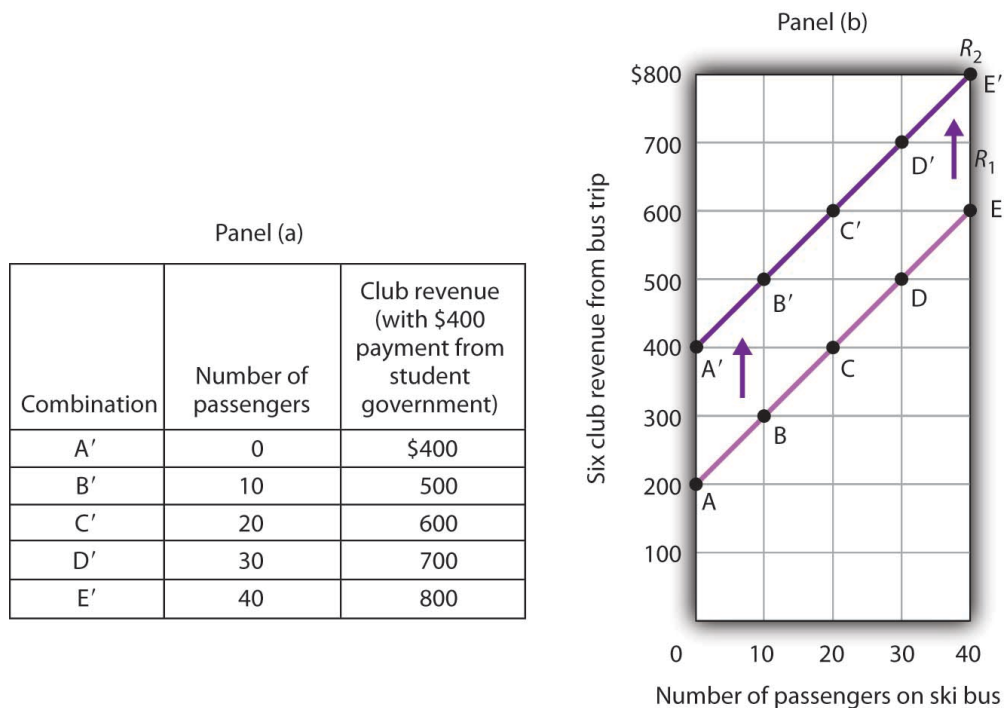 Panel (a)
Combination
Number of
passengers
Club revenue
(with $400
payment from
student
government)
A′ 0 $400
B′ 10 500
C′ 20 600
D′ 30 700
E′ 40 800
Panel (b)
Six club revenue from bus trip
R2
$800
E′
700
D′
R1
600
C′
E
500
B′
D
400
A′
C
300
B
200
A
100
0 10 20 30 40
Number of passengers on ski bus